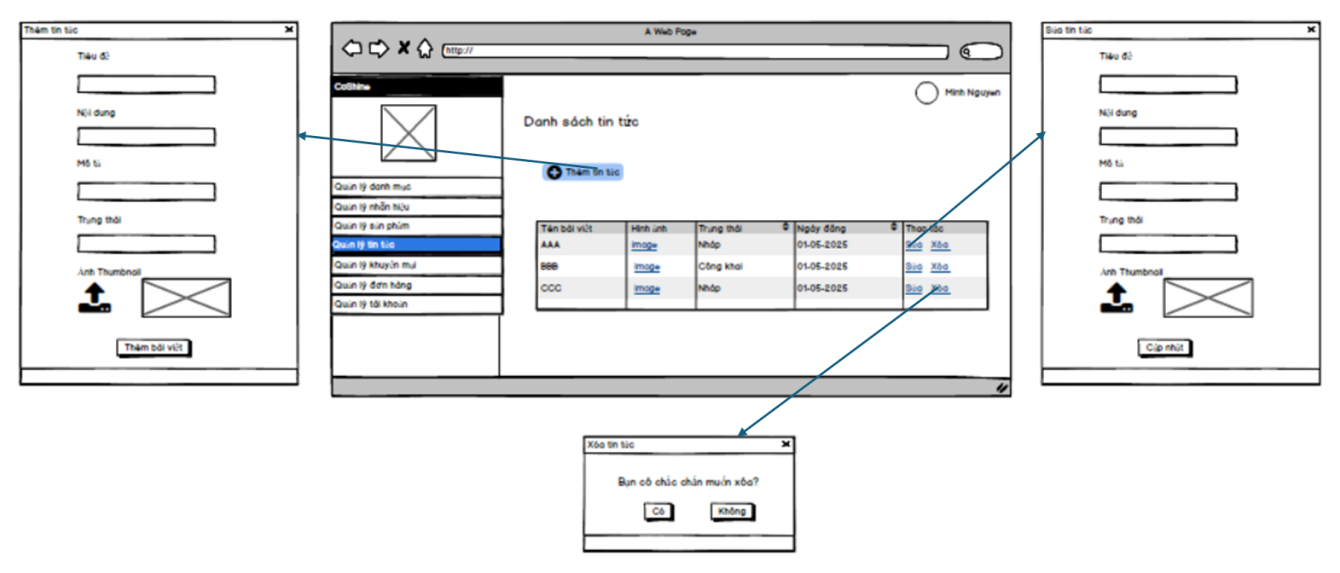 Thêm tin tức
Tiêu đề
Nội dung
Mô tả
Trạng thái
Ảnh Thumbnail
Thêm bài viết
A Web Page
http://
CoShine
Minh Nguyen
Danh sách tin tức
Thêm tin tức
Quản lý danh mục
Quản lý nhãn hiệu
Quản lý sản phẩm
Quản lý tin tức
Quản lý khuyến mại
Quản lý đơn hàng
Quản lý tài khoản
Tên bài viết Hình ảnh Trạng thái Ngày đăng Thao tác
AAA Image Nháp 01-05-2025 Sửa Xóa
BBB Image Công khai 01-05-2025 Sửa Xóa
CCC Image Nháp 01-05-2025 Sửa Xóa
Sửa tin tức
Tiêu đề
Nội dung
Mô tả
Trạng thái
Ảnh Thumbnail
Cập nhật
Xóa tin tức
Bạn có chắc chắn muốn xóa?
Có Không